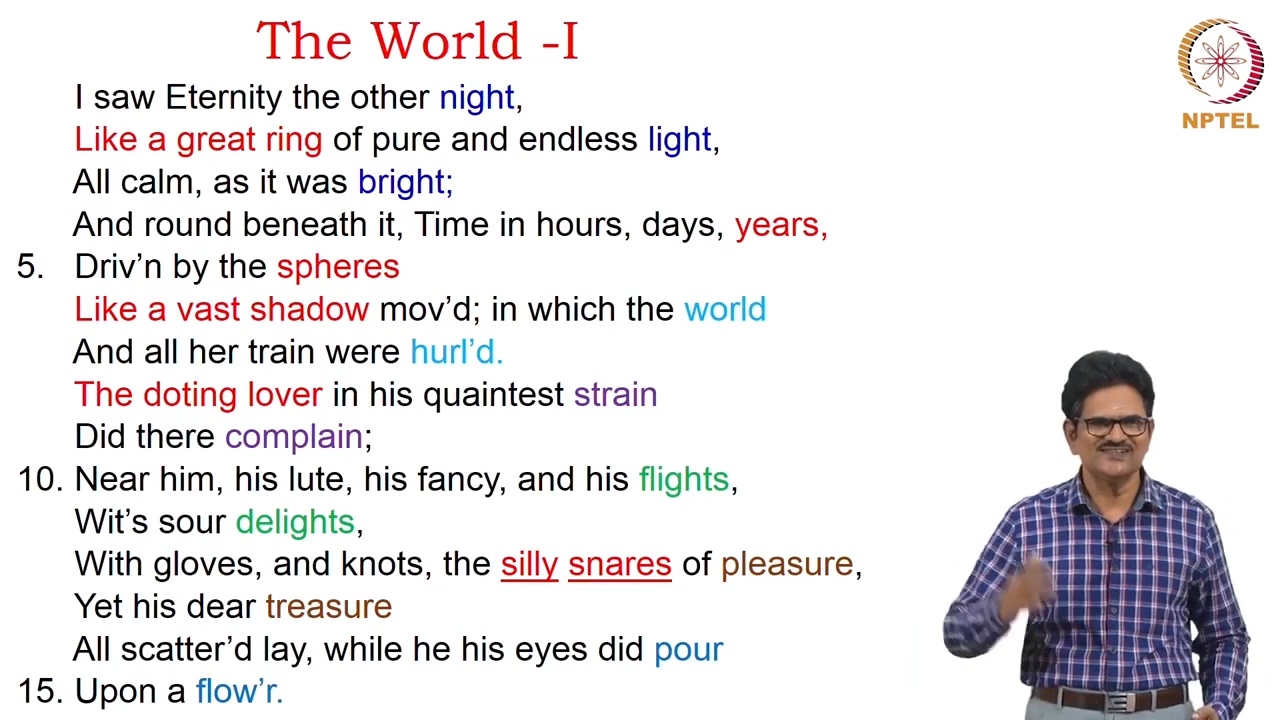 The World -I
NPTEL
I saw Eternity the other night,
Like a great ring of pure and endless light,
All calm, as it was bright;
And round beneath it, Time in hours, days, years,
5. Driv’n by the spheres
Like a vast shadow mov’d; in which the world
And all her train were hurl’d.
The doting lover in his quaintest strain
Did there complain;
10. Near him, his lute, his fancy, and his flights,
Wit’s sour delights,
With gloves, and knots, the silly snares of pleasure,
Yet his dear treasure
All scatter’d lay, while he his eyes did pour
15. Upon a flow’r.